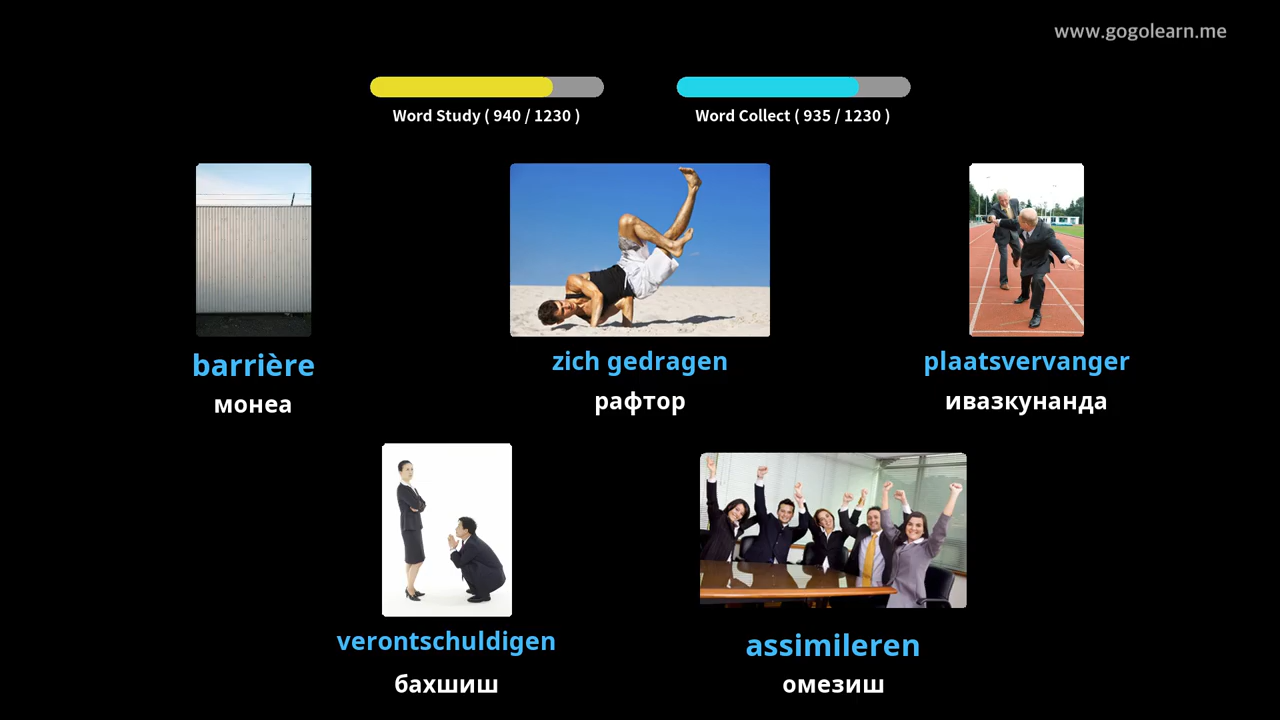 www.gogolearn.me
Word Study ( 940 / 1230 )
Word Collect ( 935 / 1230 )
barrière
монеа
zich gedragen
рафтор
plaatsvervanger
ивазкунанда
verontschuldigen
бахшиш
assimileren
омезиш